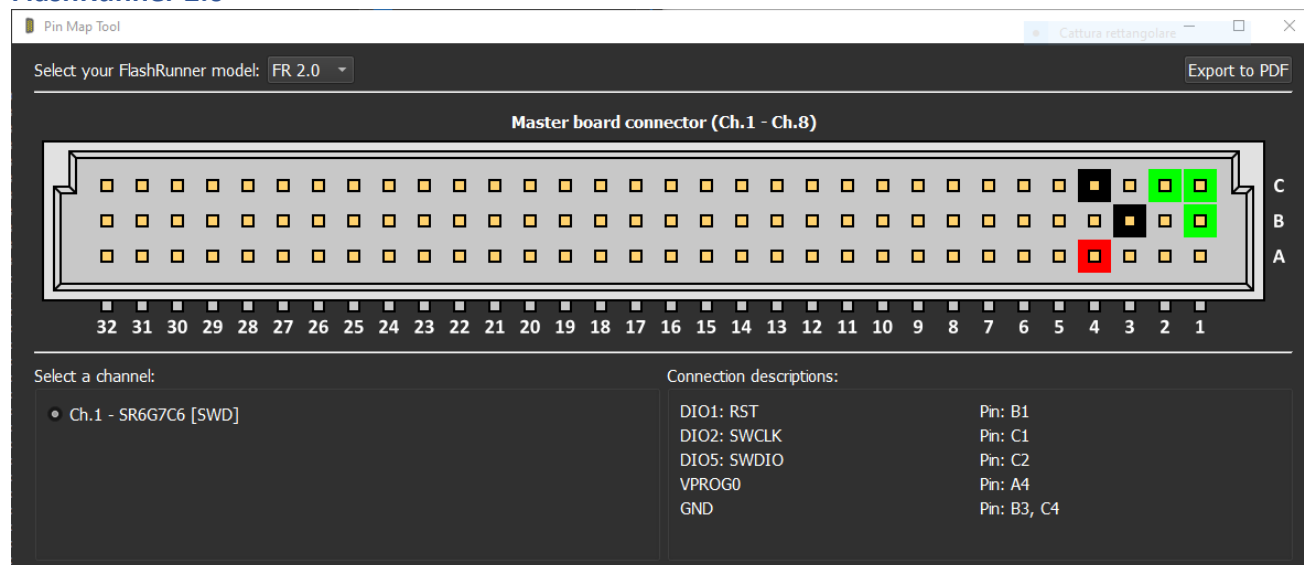 Pin Map Tool
Cattura rettangolare
Select your FlashRunner model: FR 2.0
Export to PDF
Master board connector (Ch.1 - Ch.8)
C
B
A
32 31 30 29 28 27 26 25 24 23 22 21 20 19 18 17 16 15 14 13 12 11 10 9 8 7 6 5 4 3 2 1
Select a channel:
Ch.1 - SR6G7C6 [SWD]
Connection descriptions:
DIO1: RST Pin: B1
DIO2: SWCLK Pin: C1
DIO5: SWDIO Pin: C2
VPROG0 Pin: A4
GND Pin: B3, C4